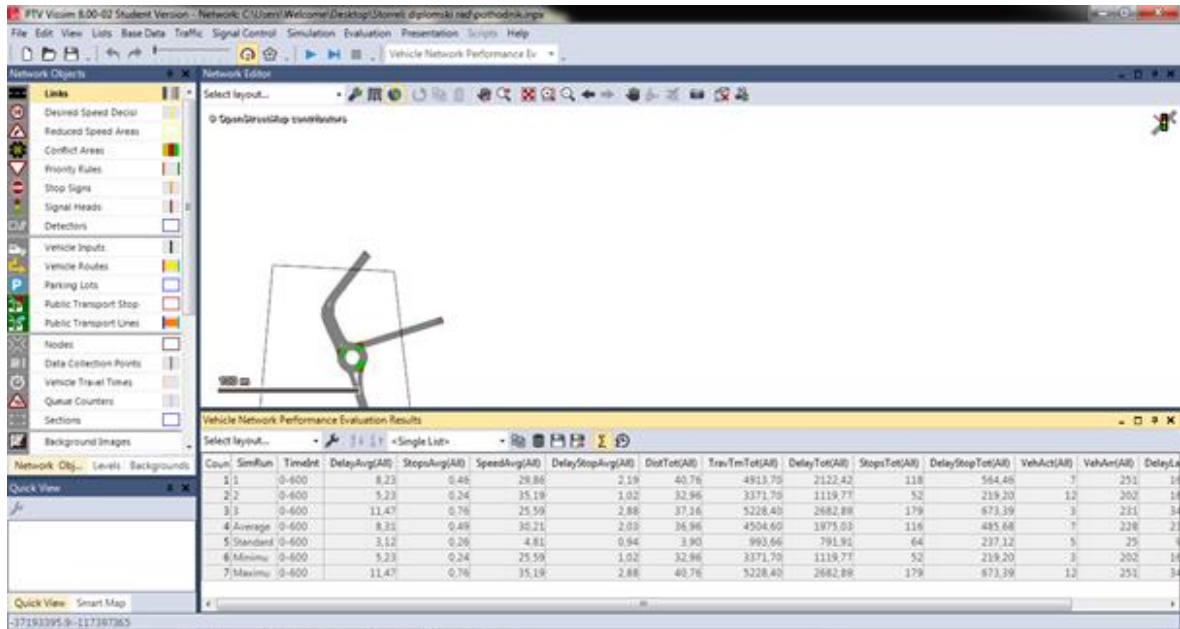 PTV Vissim 8.00-02 Student Version - Network: C:\Users\Welcome\Desktop\Storreli diplomski rad\pothodnik.inpx
File Edit View Lists Base Data Traffic Signal Control Simulation Evaluation Presentation Scripts Help
Vehicle Network Performance Ev
Network Objects
Links
Desired Speed Decisi
Reduced Speed Areas
Conflict Areas
Priority Rules
Stop Signs
Signal Heads
Detectors
Vehicle Inputs
Vehicle Routes
Parking Lots
Public Transport Stop
Public Transport Lines
Nodes
Data Collection Points
Vehicle Travel Times
Queue Counters
Sections
Background Images
Network Obj... Levels Backgrounds
Quick View
Quick View Smart Map
Network Editor
Select layout...
© OpenStreetMap contributors
100 m
Vehicle Network Performance Evaluation Results
Select layout... <Single List>
Coun SimRun TimeInt DelayAvg(All) StopsAvg(All) SpeedAvg(All) DelayStopAvg(All) DistTot(All) TravTmTot(All) DelayTot(All) StopsTot(All) DelayStopTot(All) VehAct(All) VehArr(All) DelayLa
1 1 0-600 8,23 0,46 29,86 2,19 40,76 4913,70 2122,42 118 564,46 7 251 16
2 2 0-600 5,23 0,24 35,19 1,02 32,96 3371,70 1119,77 52 219,20 12 202 16
3 3 0-600 11,47 0,76 25,59 2,88 37,16 5228,40 2682,89 179 673,39 3 231 34
4 Average 0-600 8,31 0,49 30,21 2,03 36,96 4504,60 1975,03 116 485,68 7 228 23
5 Standard 0-600 3,12 0,26 4,81 0,94 3,90 993,66 791,91 64 237,12 5 25
6 Minimu 0-600 5,23 0,24 25,59 1,02 32,96 3371,70 1119,77 52 219,20 3 202 16
7 Maximu 0-600 11,47 0,76 35,19 2,88 40,76 5228,40 2682,89 179 673,39 12 251 34
-37193395.9:-117397365